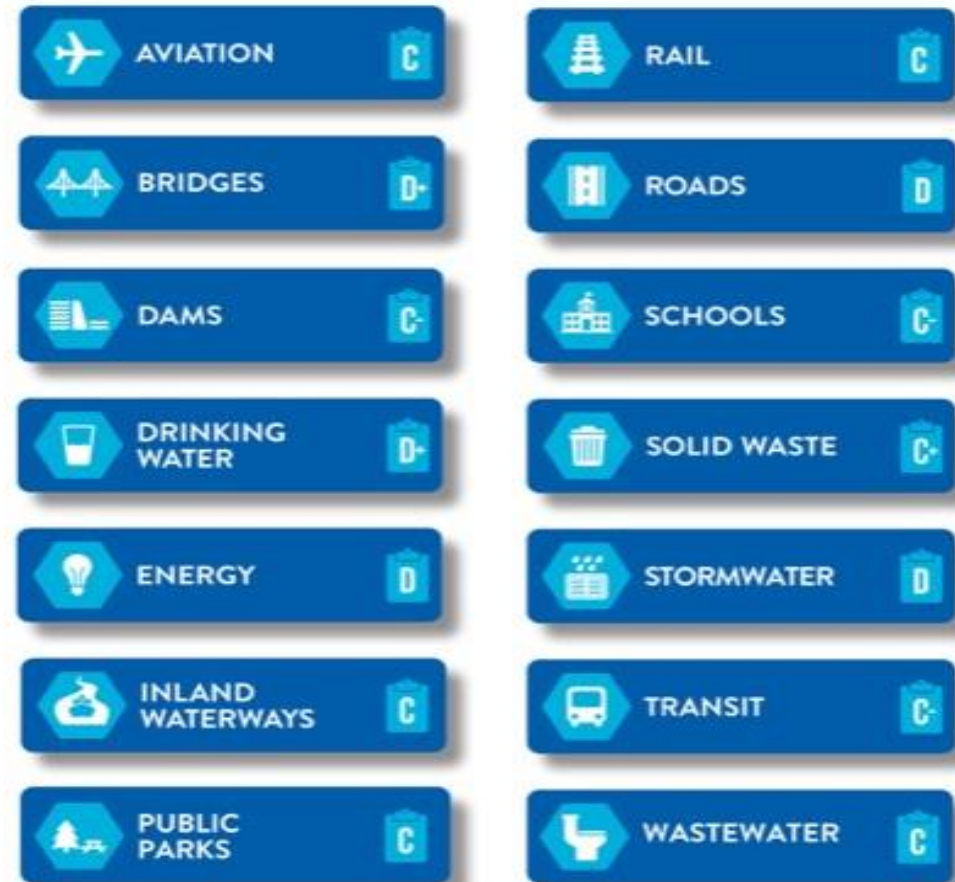 AVIATION C
BRIDGES D+
DAMS C-
DRINKING
WATER D+
ENERGY D
INLAND
WATERWAYS C
PUBLIC
PARKS C
RAIL C
ROADS D
SCHOOLS C-
SOLID WASTE C+
STORMWATER D
TRANSIT C-
WASTEWATER C